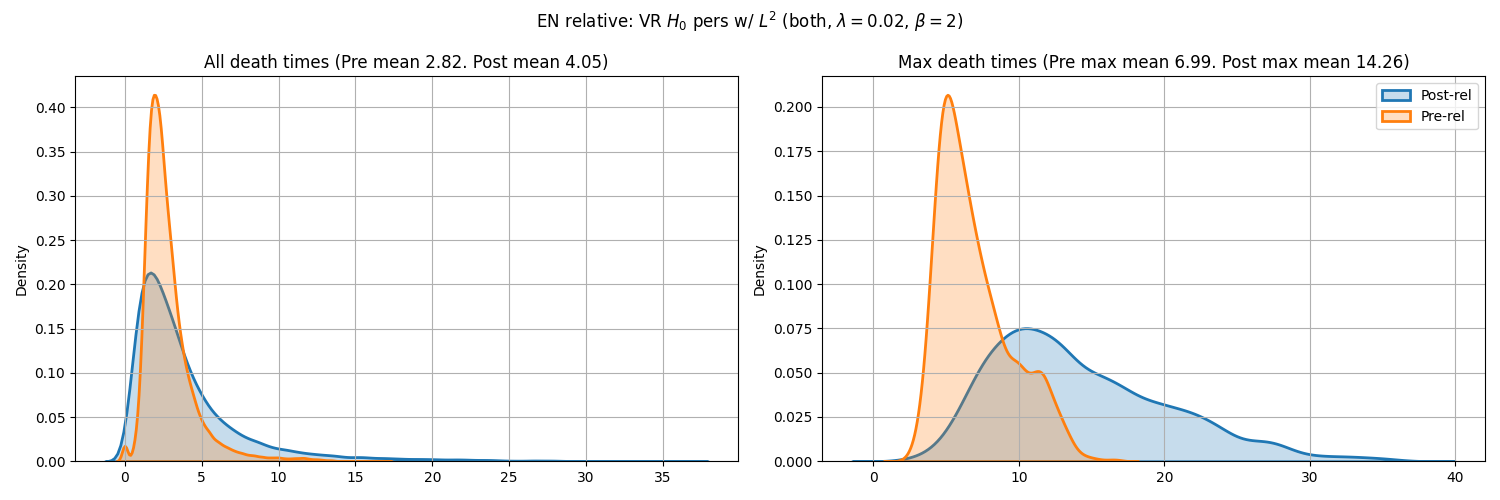 EN relative: VR $H_0$ pers w/ $L^2$ (both, $\lambda = 0.02$, $\beta = 2$)
All death times (Pre mean 2.82. Post mean 4.05)
Density
0.40
0.35
0.30
0.25
0.20
0.15
0.10
0.05
0.00
0 5 10 15 20 25 30 35
Max death times (Pre max mean 6.99. Post max mean 14.26)
Post-rel
Pre-rel
Density
0.200
0.175
0.150
0.125
0.100
0.075
0.050
0.025
0.000
0 10 20 30 40